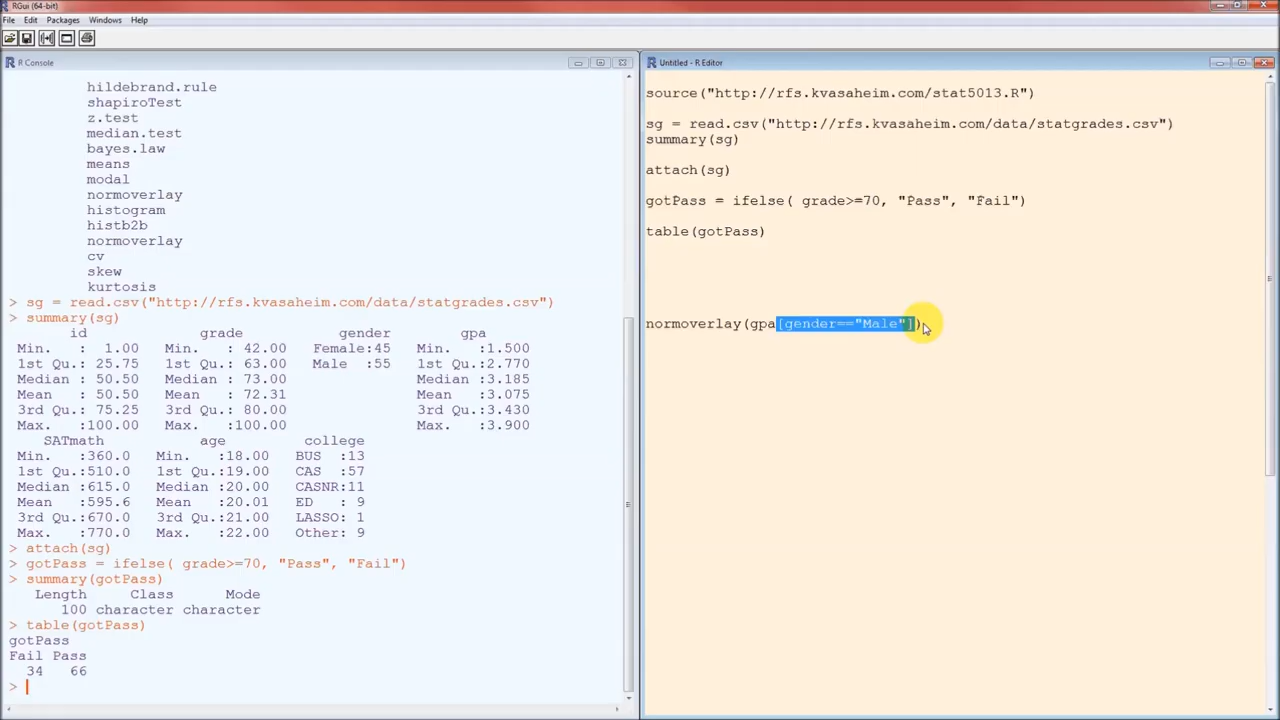 RGui (64-bit)
File Edit Packages Windows Help
R Console
hildebrand.rule
shapiroTest
z.test
median.test
bayes.law
means
modal
normoverlay
histogram
histb2b
normoverlay
cv
skew
kurtosis
> sg = read.csv("http://rfs.kvasaheim.com/data/statgrades.csv")
> summary(sg)
id grade gender gpa
Min. : 1.00 Min. : 42.00 Female:45 Min. :1.500
1st Qu.: 25.75 1st Qu.: 63.00 Male :55 1st Qu.:2.770
Median : 50.50 Median : 73.00 Median :3.185
Mean : 50.50 Mean : 72.31 Mean :3.075
3rd Qu.: 75.25 3rd Qu.: 80.00 3rd Qu.:3.430
Max. :100.00 Max. :100.00 Max. :3.900
SATmath age college
Min. :360.0 Min. :18.00 BUS :13
1st Qu.:510.0 1st Qu.:19.00 CAS :57
Median :615.0 Median :20.00 CASNR:11
Mean :595.6 Mean :20.01 ED : 9
3rd Qu.:670.0 3rd Qu.:21.00 LASSO: 1
Max. :770.0 Max. :22.00 Other: 9
> attach(sg)
> gotPass = ifelse( grade>=70, "Pass", "Fail")
> summary(gotPass)
Length Class Mode
100 character character
> table(gotPass)
gotPass
Fail Pass
34 66
>
Untitled - R Editor
source("http://rfs.kvasaheim.com/stat5013.R")
sg = read.csv("http://rfs.kvasaheim.com/data/statgrades.csv")
summary(sg)
attach(sg)
gotPass = ifelse( grade>=70, "Pass", "Fail")
table(gotPass)
normoverlay(gpa[gender=="Male"])